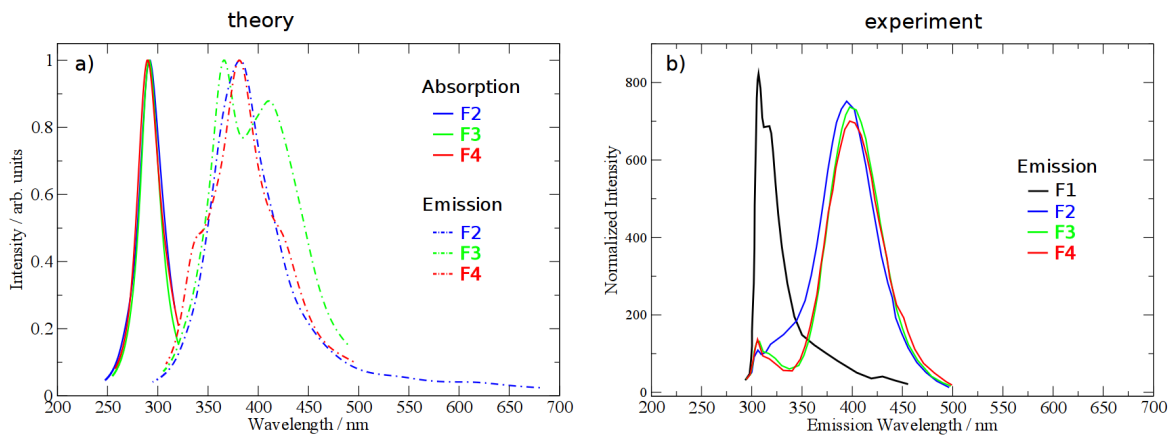 theory
experiment
a)
Absorption
F2
F3
F4
Emission
F2
F3
F4
Intensity / arb. units
1
0.8
0.6
0.4
0.2
0
200 250 300 350 400 450 500 550 600 650 700
Wavelength / nm
b)
Emission
F1
F2
F3
F4
Normalized Intensity
800
600
400
200
0
200 250 300 350 400 450 500 550 600 650 700
Emission Wavelength / nm